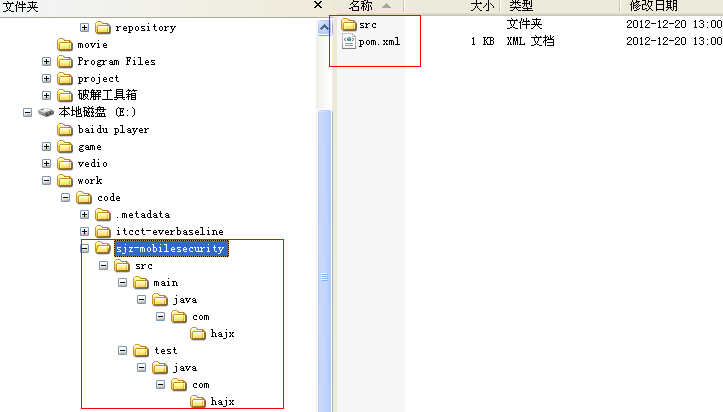 文件夹
repository
movie
Program Files
project
破解工具箱
本地磁盘 (E:)
baidu player
game
vedio
work
code
.metadata
itcct-everbaseline
sjz-mobilesecurity
src
main
java
com
hajx
test
java
com
hajx
名称 大小 类型 修改日期
src 文件夹 2012-12-20 13:00
pom.xml 1 KB XML 文档 2012-12-20 13:00